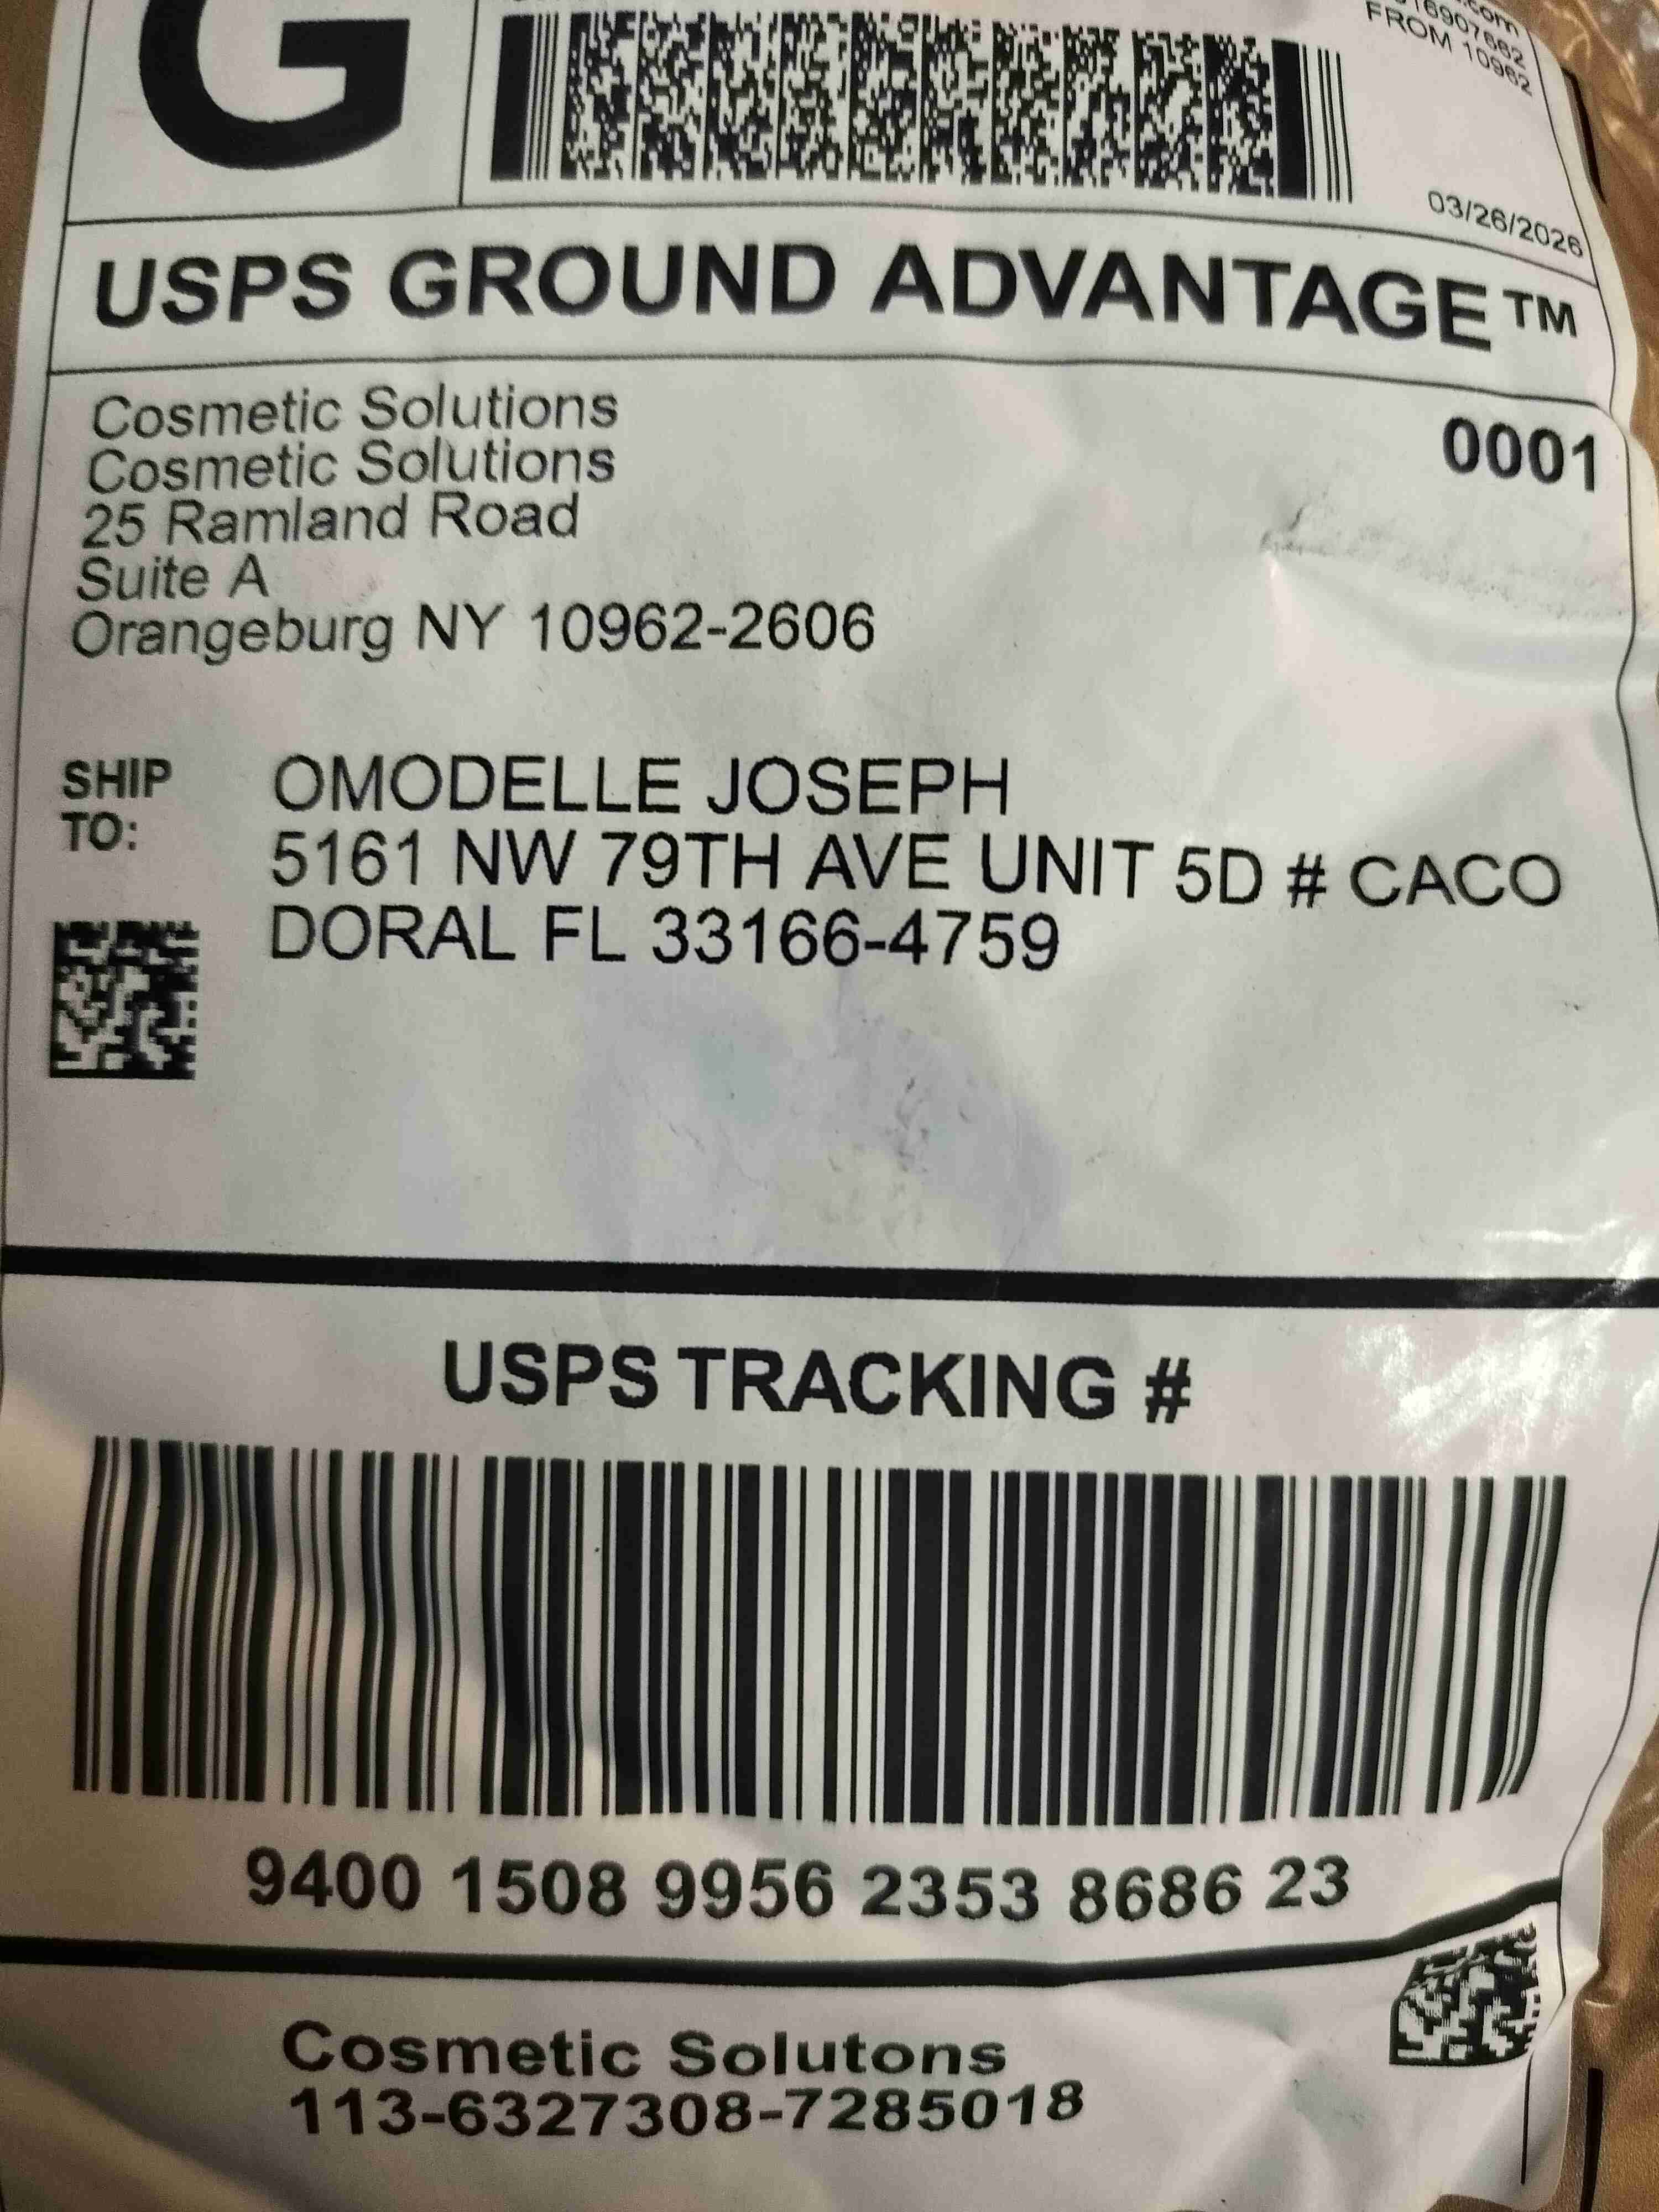 G
.com
FROM 10962
03/26/2026
USPS GROUND ADVANTAGE™
Cosmetic Solutions
Cosmetic Solutions
0001
25 Ramland Road
Suite A
Orangeburg NY 10962-2606
SHIP TO:
OMODELLE JOSEPH
5161 NW 79TH AVE UNIT 5D # CACO
DORAL FL 33166-4759
USPS TRACKING #
9400 1508 9956 2353 8686 23
Cosmetic Solutons
113-6327308-7285018